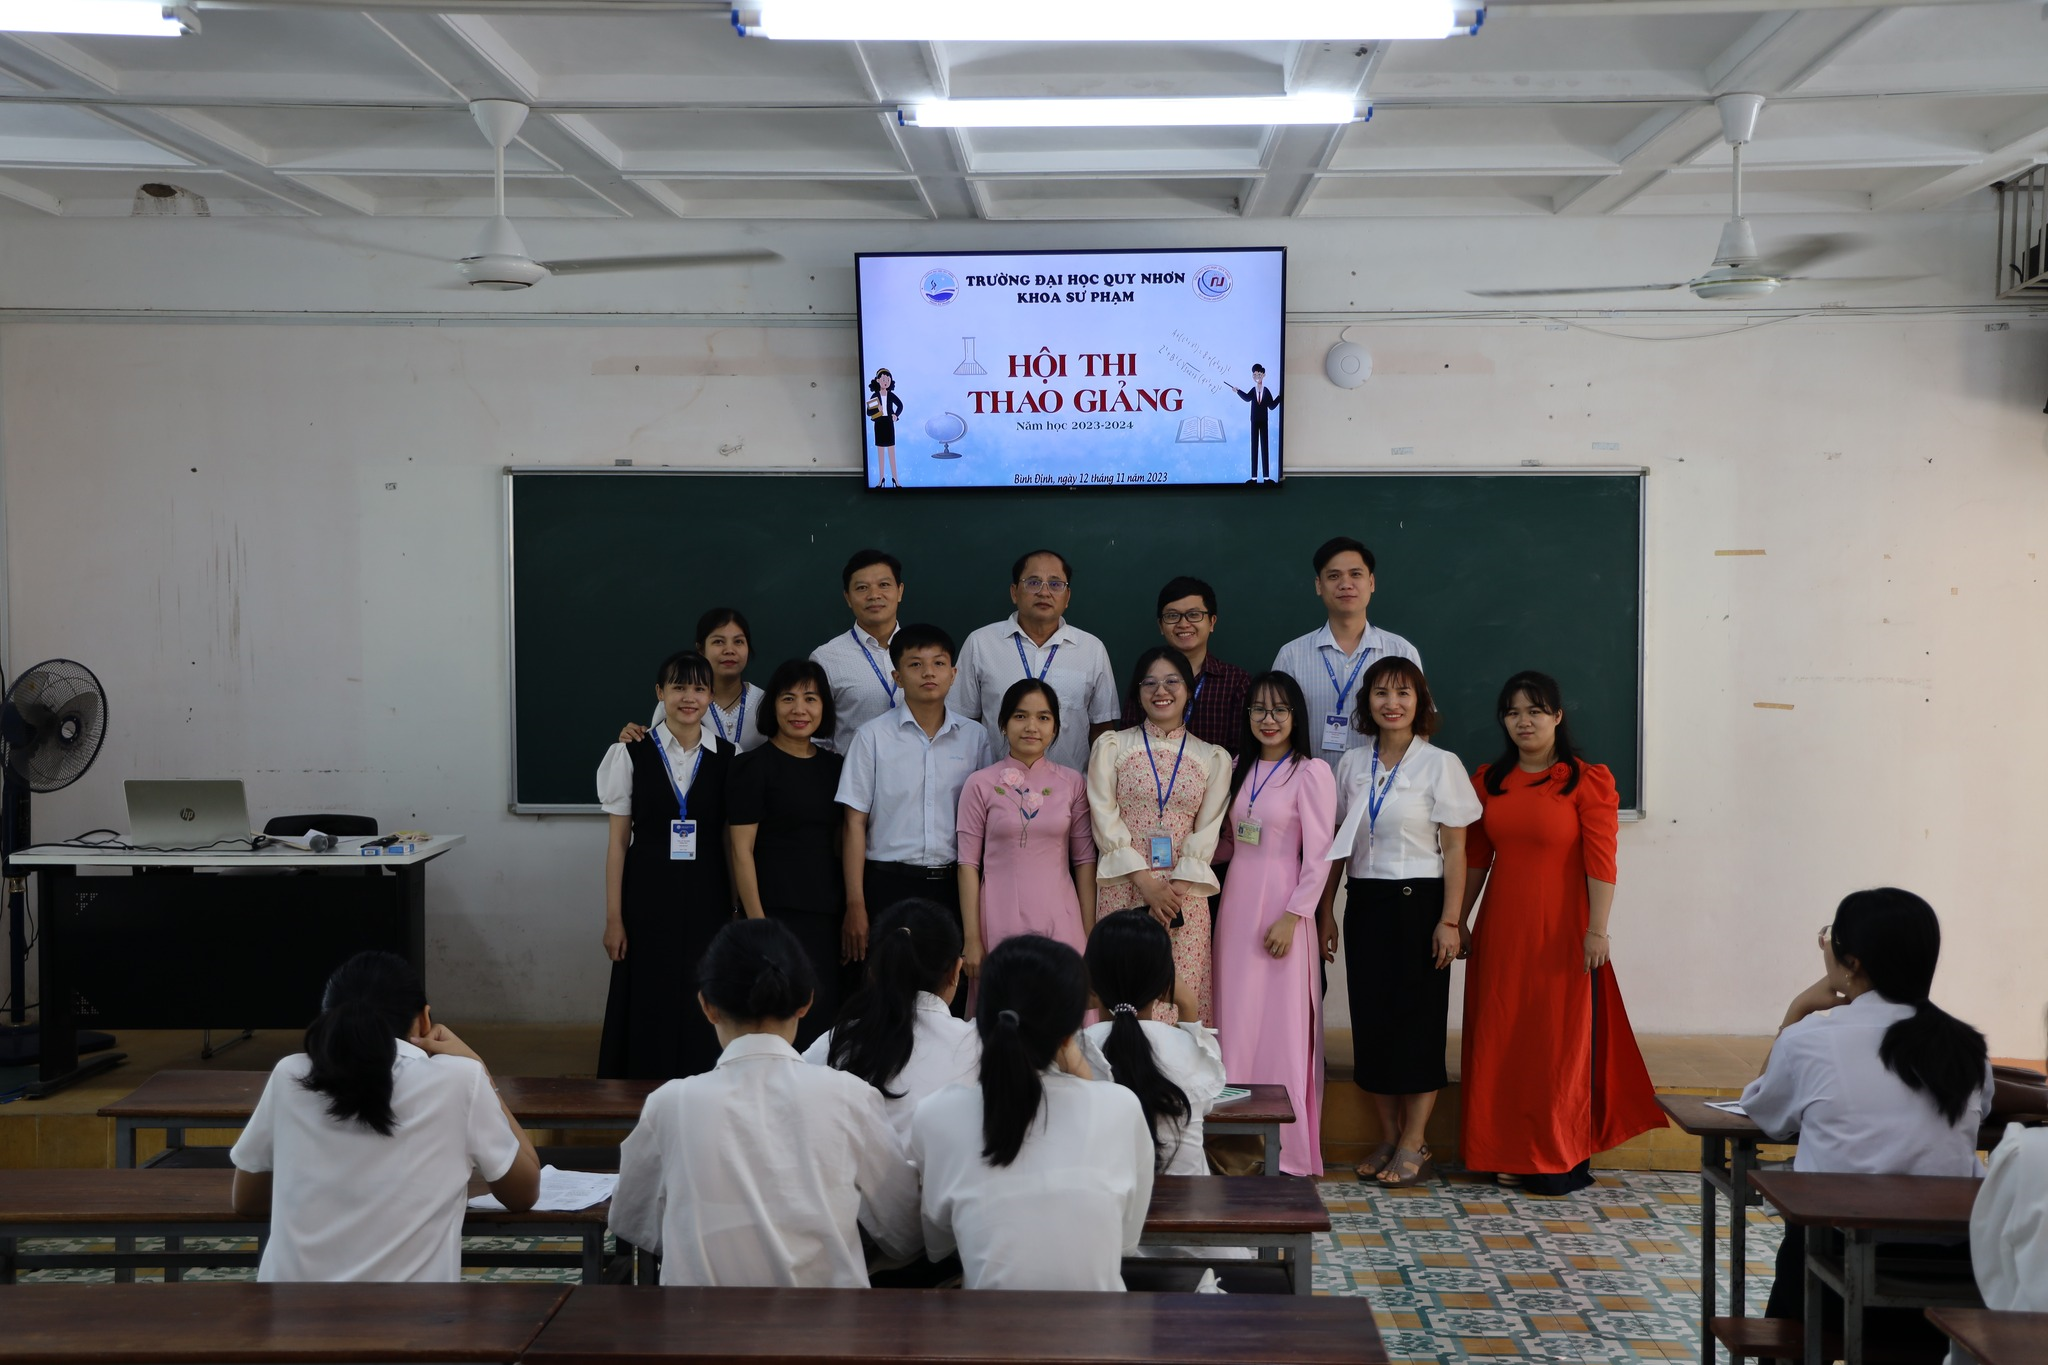 TRƯỜNG ĐẠI HỌC QUY NHƠN
KHOA SƯ PHẠM
HỘI THI
THAO GIẢNG
Năm học 2023-2024
Bình Định, ngày 12 tháng 11 năm 2023
hp